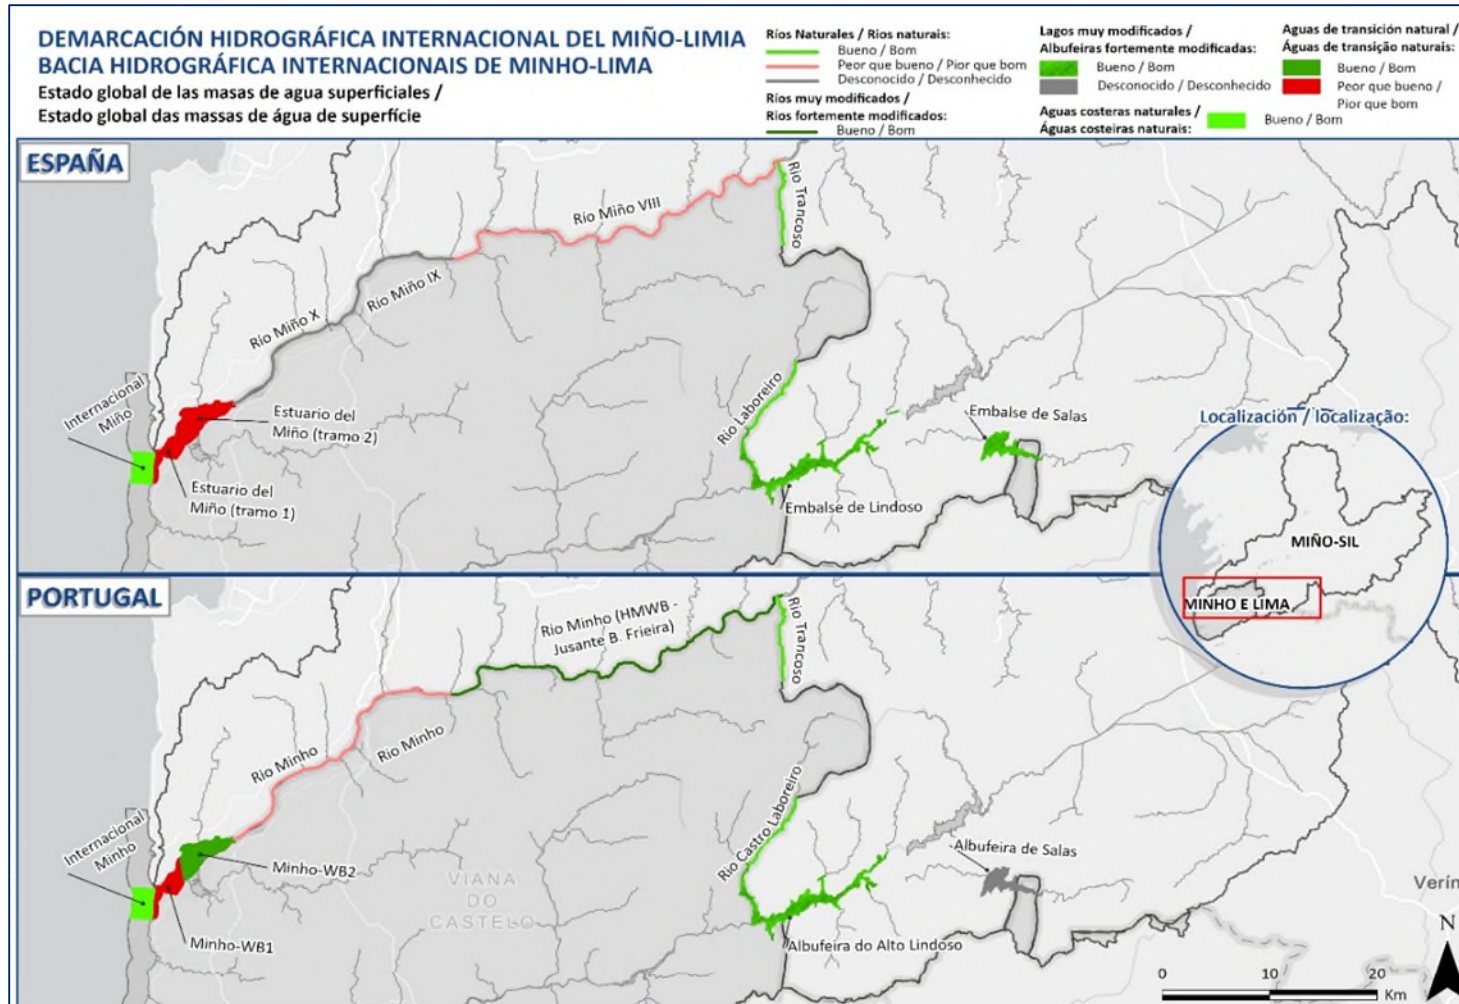 DEMARCACIÓN HIDROGRÁFICA INTERNACIONAL DEL MIÑO-LIMIA
BACIA HIDROGRÁFICA INTERNACIONAIS DE MINHO-LIMA
Estado global de las masas de agua superficiales /
Estado global das massas de água de superfície
Ríos Naturales / Rios naturais:
Bueno / Bom
Peor que bueno / Pior que bom
Desconocido / Desconhecido
Ríos muy modificados /
Rios fortemente modificados:
Bueno / Bom
Lagos muy modificados /
Albufeiras fortemente modificadas:
Bueno / Bom
Desconocido / Desconhecido
Aguas costeras naturales /
Águas costeiras naturais:
Bueno / Bom
Aguas de transición natural /
Águas de transição naturais:
Bueno / Bom
Peor que bueno /
Pior que bom
ESPAÑA
Río Miño VIII
Río Trancoso
Río Miño IX
Río Miño X
Internacional
Miño
Estuario del
Miño (tramo 2)
Estuario del
Miño (tramo 1)
Río Laboreiro
Embalse de Salas
Embalse de Lindoso
Localización / localização:
MIÑO-SIL
MINHO E LIMA
PORTUGAL
Rio Minho (HMWB -
Jusante B. Frieira)
Rio Trancoso
Rio Minho
Rio Minho
Internacional
Minho
Minho-WB2
Minho-WB1
VIANA
DO
CASTELO
Rio Castro Laboreiro
Albufeira de Salas
Albufeira do Alto Lindoso
Verín
N
0 10 20
Km